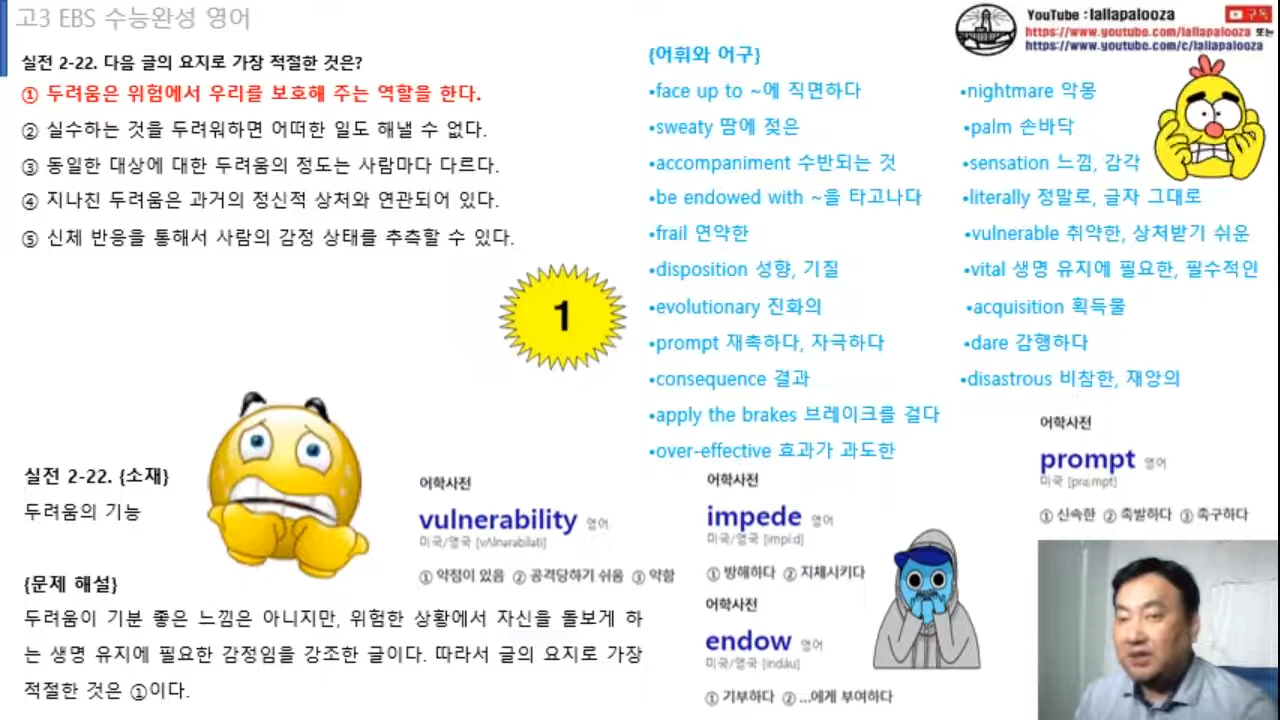 고3 EBS 수능완성 영어
YouTube : lallapalooza
구독
https://www.youtube.com/lallapalooza 또는
https://www.youtube.com/c/lallapalooza
실전 2-22. 다음 글의 요지로 가장 적절한 것은?
① 두려움은 위험에서 우리를 보호해 주는 역할을 한다.
② 실수하는 것을 두려워하면 어떠한 일도 해낼 수 없다.
③ 동일한 대상에 대한 두려움의 정도는 사람마다 다르다.
④ 지나친 두려움은 과거의 정신적 상처와 연관되어 있다.
⑤ 신체 반응을 통해서 사람의 감정 상태를 추측할 수 있다.
1
{어휘와 어구}
•face up to ~에 직면하다
•nightmare 악몽
•sweaty 땀에 젖은
•palm 손바닥
•accompaniment 수반되는 것
•sensation 느낌, 감각
•be endowed with ~을 타고나다
•literally 정말로, 글자 그대로
•frail 연약한
•vulnerable 취약한, 상처받기 쉬운
•disposition 성향, 기질
•vital 생명 유지에 필요한, 필수적인
•evolutionary 진화의
•acquisition 획득물
•prompt 재촉하다, 자극하다
•dare 감행하다
•consequence 결과
•disastrous 비참한, 재앙의
•apply the brakes 브레이크를 걸다
•over-effective 효과가 과도한
실전 2-22. {소재}
두려움의 기능
{문제 해설}
두려움이 기분 좋은 느낌은 아니지만, 위험한 상황에서 자신을 돌보게 하
는 생명 유지에 필요한 감정임을 강조한 글이다. 따라서 글의 요지로 가장
적절한 것은 ①이다.
어학사전
vulnerability 영어
미국/영국 [vʌlnərəbíləti]
① 약점이 있음 ② 공격당하기 쉬움 ③ 약함
어학사전
impede 영어
미국/영국 [impíːd]
① 방해하다 ② 지체시키다
어학사전
endow 영어
미국/영국 [indáu]
① 기부하다 ② ...에게 부여하다
어학사전
prompt 영어
미국 [prɑːmpt]
① 신속한 ② 촉발하다 ③ 촉구하다